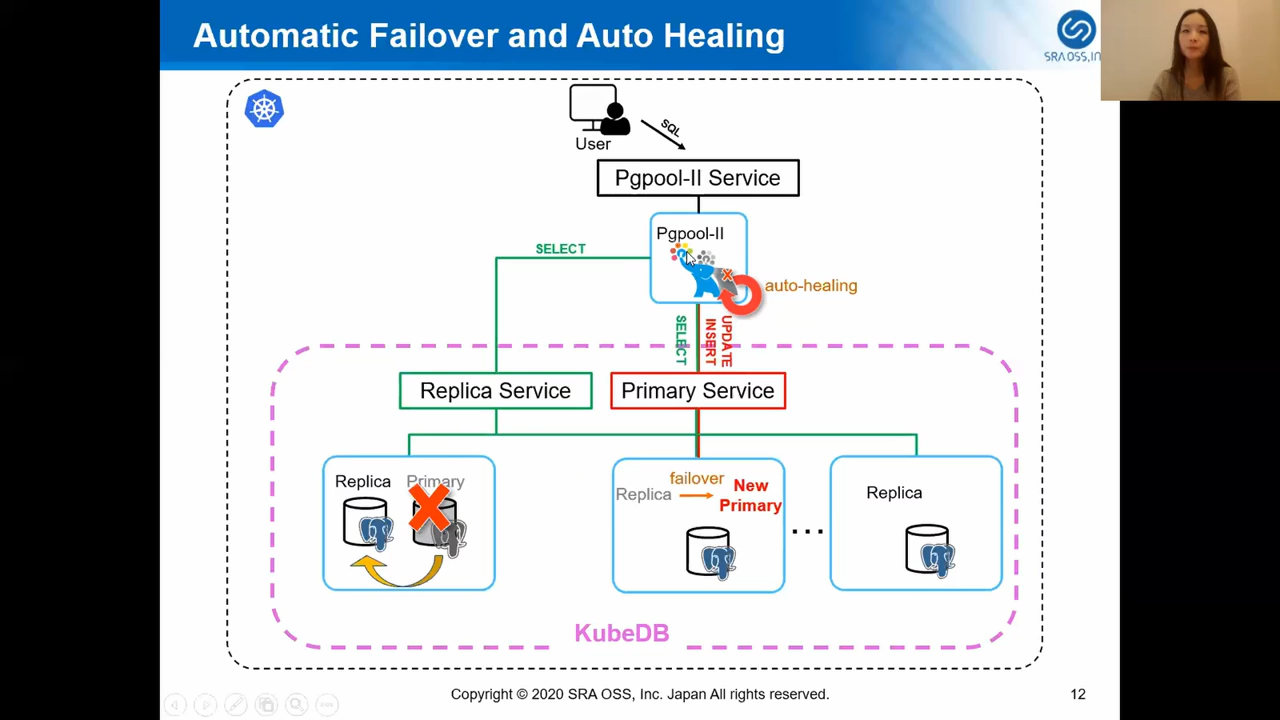 Automatic Failover and Auto Healing
SRA OSS, IN
User
SQL
Pgpool-II Service
Pgpool-II
SELECT
auto-healing
SELECT
INSERT
UPDATE
Replica Service
Primary Service
Replica
Primary
failover
Replica
New
Primary
...
Replica
KubeDB
Copyright © 2020 SRA OSS, Inc. Japan All rights reserved.
12